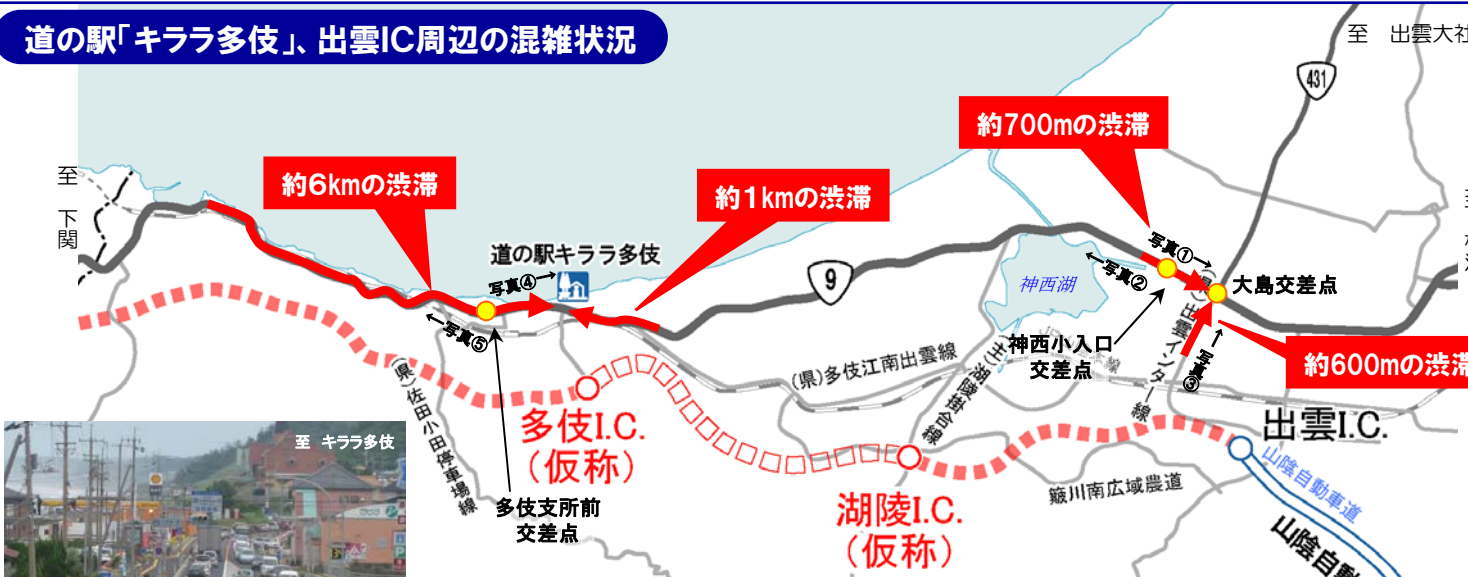 道の駅「キララ多伎」、出雲IC周辺の混雑状況
至　出雲大社
431
約700mの渋滞
至
下関
約6kmの渋滞
約1kmの渋滞
道の駅キララ多伎
写真④→
←写真⑤
9
神西湖
写真①→
←写真②
大島交差点
神西小入口
交差点
(県)出雲インター線
写真③→
約600mの渋滞
(県)多伎江南出雲線
(主)湖陵掛合線
(県)佐田小田停車場線
多伎I.C.
(仮称)
多伎支所前
交差点
湖陵I.C.
(仮称)
出雲I.C.
山陰自動車道
簸川南広域農道
山陰自動
至　キララ多伎